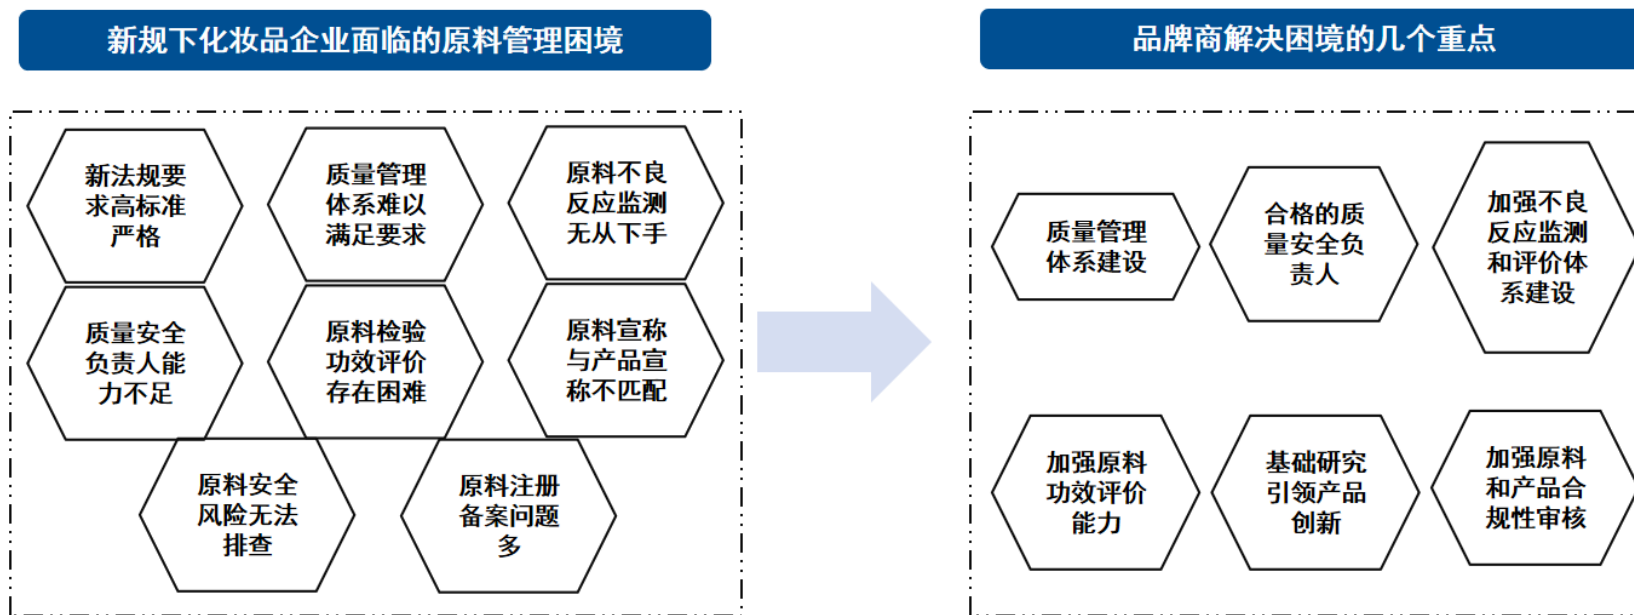 新规下化妆品企业面临的原料管理困境
新法规要
求高标准
严格
质量管理
体系难以
满足要求
原料不良
反应监测
无从下手
质量安全
负责人能
力不足
原料检验
功效评价
存在困难
原料宣称
与产品宣
称不匹配
原料安全
风险无法
排查
原料注册
备案问题
多
品牌商解决困境的几个重点
质量管理
体系建设
合格的质
量安全负
责人
加强不良
反应监测
和评价体
系建设
加强原料
功效评价
能力
基础研究
引领产品
创新
加强原料
和产品合
规性审核